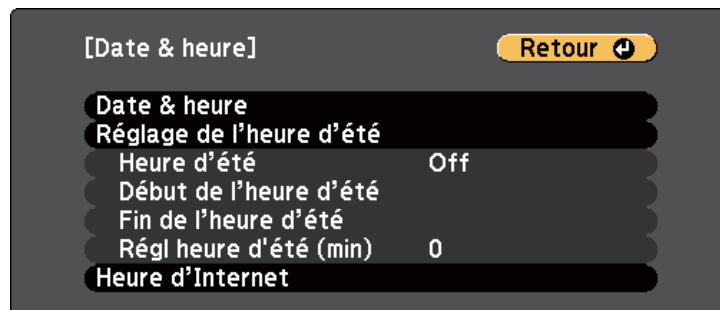 [Date & heure] Retour
Date & heure
Réglage de l’heure d’été
Heure d’été Off
Début de l’heure d’été
Fin de l’heure d’été
Régl heure d'été (min) 0
Heure d’Internet